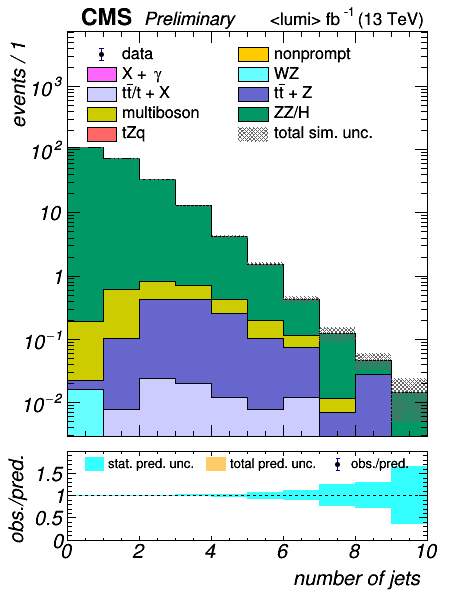 CMS Preliminary <lumi> fb⁻¹ (13 TeV)
events / 1
data
nonprompt
X + γ
WZ
tt̄/t + X
tt̄ + Z
multiboson
ZZ/H
tZq
total sim. unc.
10³
10²
10
1
10⁻¹
10⁻²
obs./pred.
stat. pred. unc.
total pred. unc.
obs./pred.
1.5
1
0.5
0
0 2 4 6 8 10
number of jets